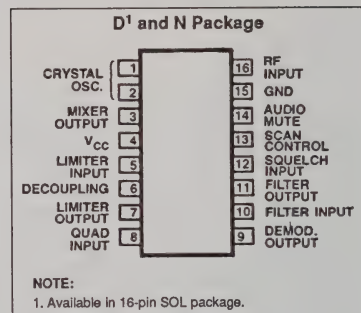 D¹ and N Package
CRYSTAL OSC.
1
2
MIXER OUTPUT
3
VCC
4
LIMITER INPUT
5
DECOUPLING
6
LIMITER OUTPUT
7
QUAD INPUT
8
16
RF INPUT
15
GND
14
AUDIO MUTE
13
SCAN CONTROL
12
SQUELCH INPUT
11
FILTER OUTPUT
10
FILTER INPUT
9
DEMOD. OUTPUT
NOTE:
1. Available in 16-pin SOL package.